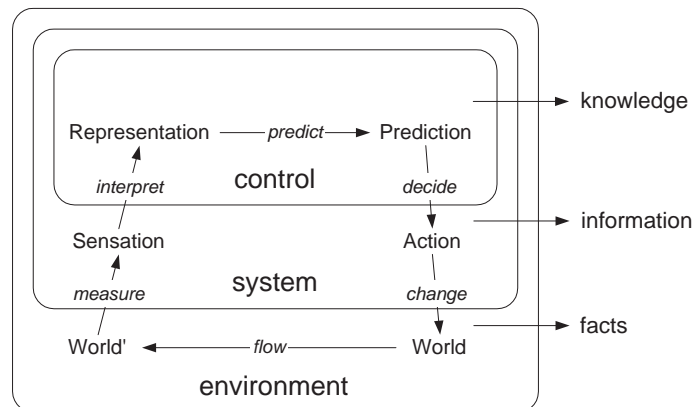 knowledge
Representation predict Prediction
interpret control decide
information
Sensation Action
measure system change
facts
World' flow World
environment